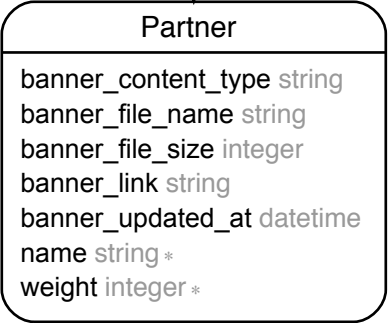 Partner
banner_content_type string
banner_file_name string
banner_file_size integer
banner_link string
banner_updated_at datetime
name string *
weight integer *